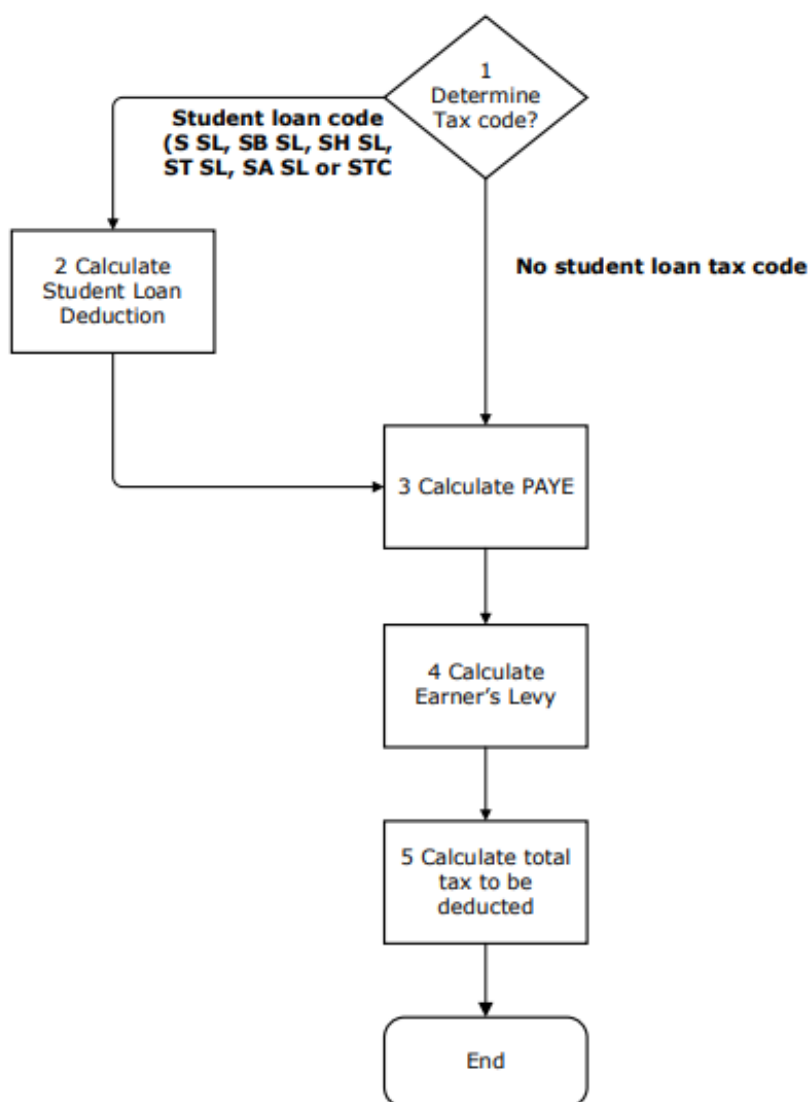 1
Determine
Tax code?
Student loan code
(S SL, SB SL, SH SL,
ST SL, SA SL or STC
No student loan tax code
2 Calculate
Student Loan
Deduction
3 Calculate PAYE
4 Calculate
Earner's Levy
5 Calculate total
tax to be
deducted
End